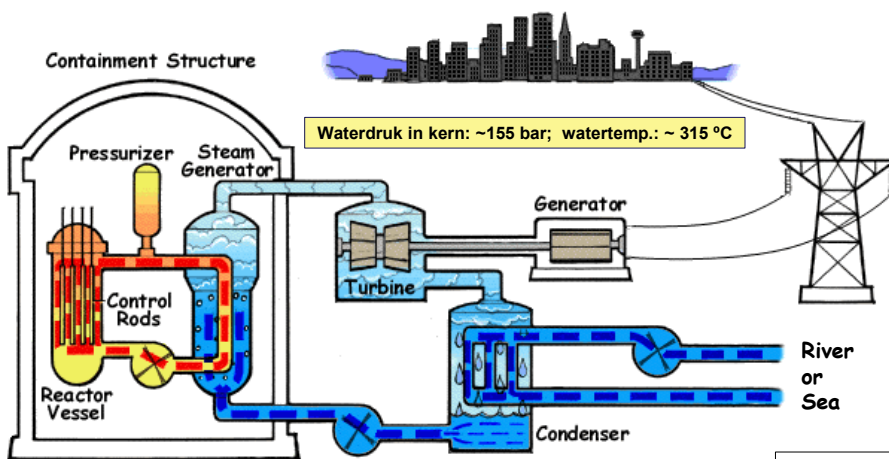 Containment Structure
Waterdruk in kern: ~155 bar; watertemp.: ~ 315 ºC
Pressurizer
Steam
Generator
Generator
Turbine
Control
Rods
Reactor
Vessel
Condenser
River
or
Sea